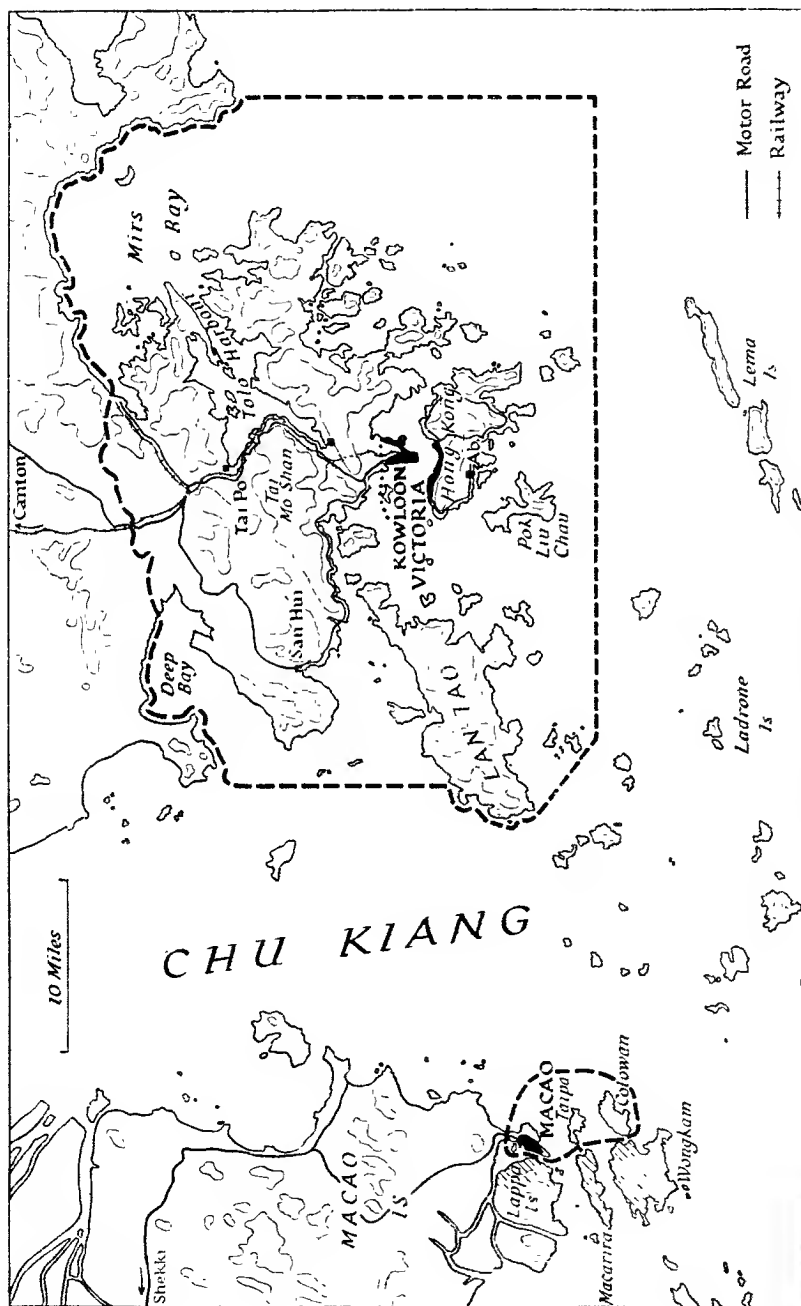 Canton
Mirs
Bay
Deep
Bay
Tolo
Harbour
Tai Po
Tai
Mo Shan
San Hui
KOWLOON
VICTORIA
Hong Kong
Ab.
LAN TAO
Pok
Liu
Chau
10 Miles
CHU KIANG
Shekki
MACAO
IS
Lappa
Is
MACAO
Taipa
Colowan
Macarira
Wongkam
Ladrone
Is
Lema
Is
Motor Road
Railway